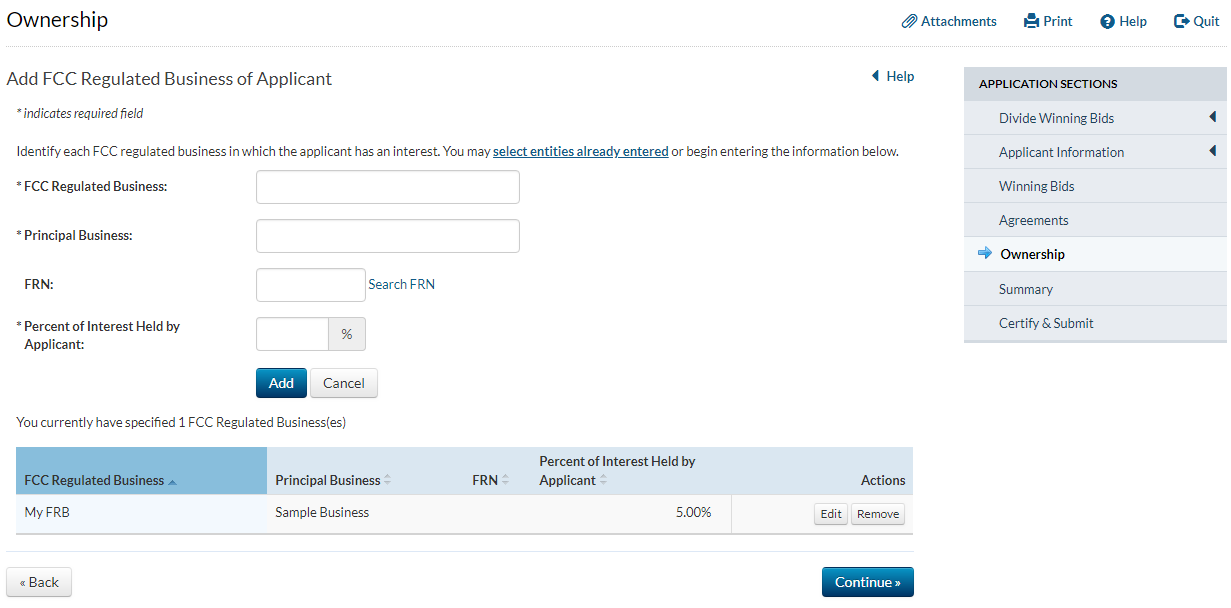 Ownership
Attachments Print Help Quit
Add FCC Regulated Business of Applicant
Help
* indicates required field
Identify each FCC regulated business in which the applicant has an interest. You may select entities already entered or begin entering the information below.
* FCC Regulated Business:
* Principal Business:
FRN:
Search FRN
* Percent of Interest Held by
Applicant:
%
Add Cancel
You currently have specified 1 FCC Regulated Business(es)
FCC Regulated Business Principal Business FRN Percent of Interest Held by
Applicant Actions
My FRB Sample Business 5.00% Edit Remove
« Back Continue »
APPLICATION SECTIONS
Divide Winning Bids
Applicant Information
Winning Bids
Agreements
Ownership
Summary
Certify & Submit